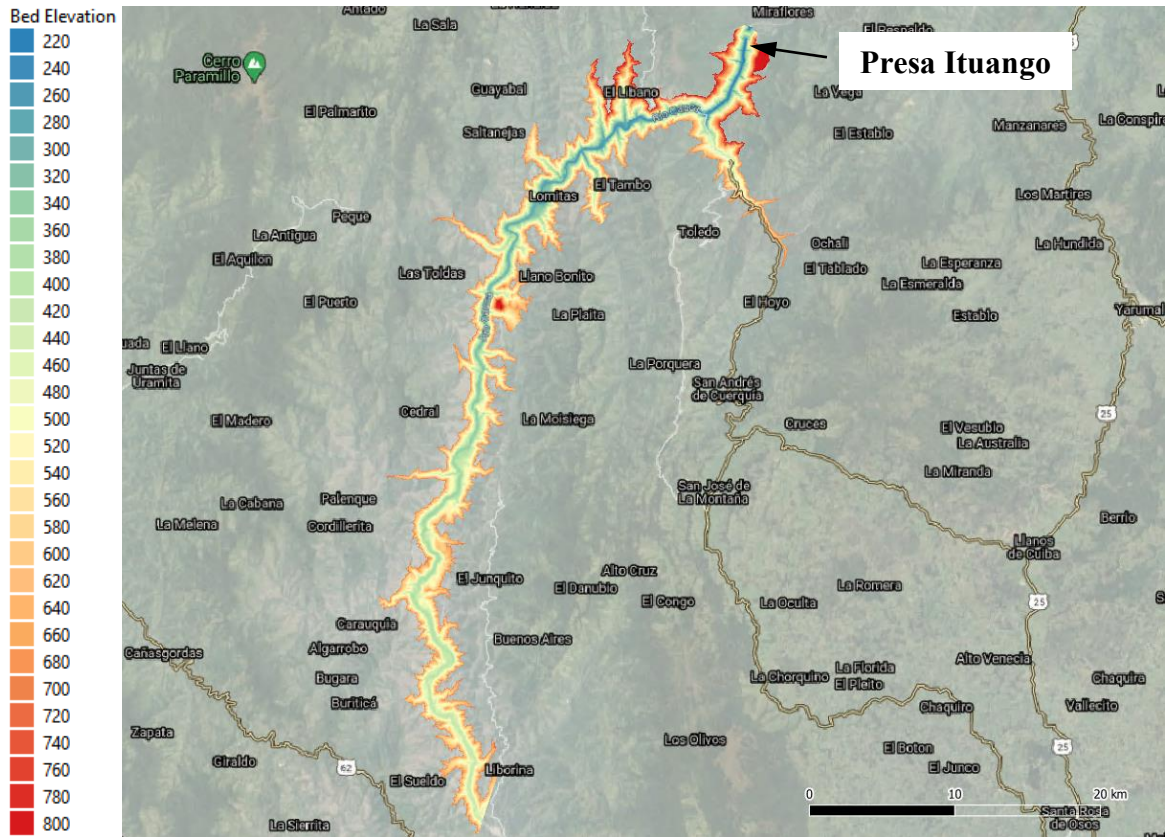 Bed Elevation
220
240
260
280
300
320
340
360
380
400
420
440
460
480
500
520
540
560
580
600
620
640
660
680
700
720
740
760
780
800
La Sala
Miraflores
El Respaldo
25
Presa Ituango
Cerro
Paramillo
Guayabal
El Líbano
La Vega
El Palmarito
Saltanejas
El Establo
Manzanares
La Conspira
El Tambo
Lomitas
Los Martires
Peque
La Antigua
Toledo
Ochalí
La Hundida
El Aquilon
Las Toldas
Llano Bonito
El Tablado
La Esperanza
La Esmeralda
El Puerto
La Plaita
El Hoyo
Establo
Yarumal
El Llano
Juntas de
Uramita
La Porquera
San Andrés
de Cuerquía
El Madero
Cedral
La Moisiega
Cruces
25
El Vesubio
La Australia
La Miranda
La Cabana
Palenque
San José de
La Montaña
La Melena
Cordillerita
Berrio
Llanos
de Cuiba
El Junquito
Alto Cruz
El Danubio
El Congo
La Romera
La Oculta
25
Carauquía
Buenos Aires
Cañasgordas
Algarrobo
Alto Venecia
Bugara
La Florida
La Chorquino
El Pleito
Chaquira
Buriticá
Chaquiro
Vallecito
Zapata
Los Olivos
El Boton
25
Giraldo
62
El Sueldo
Liborina
El Junco
0
10
20 km
La Sierrita
Santa Rosa
de Osos